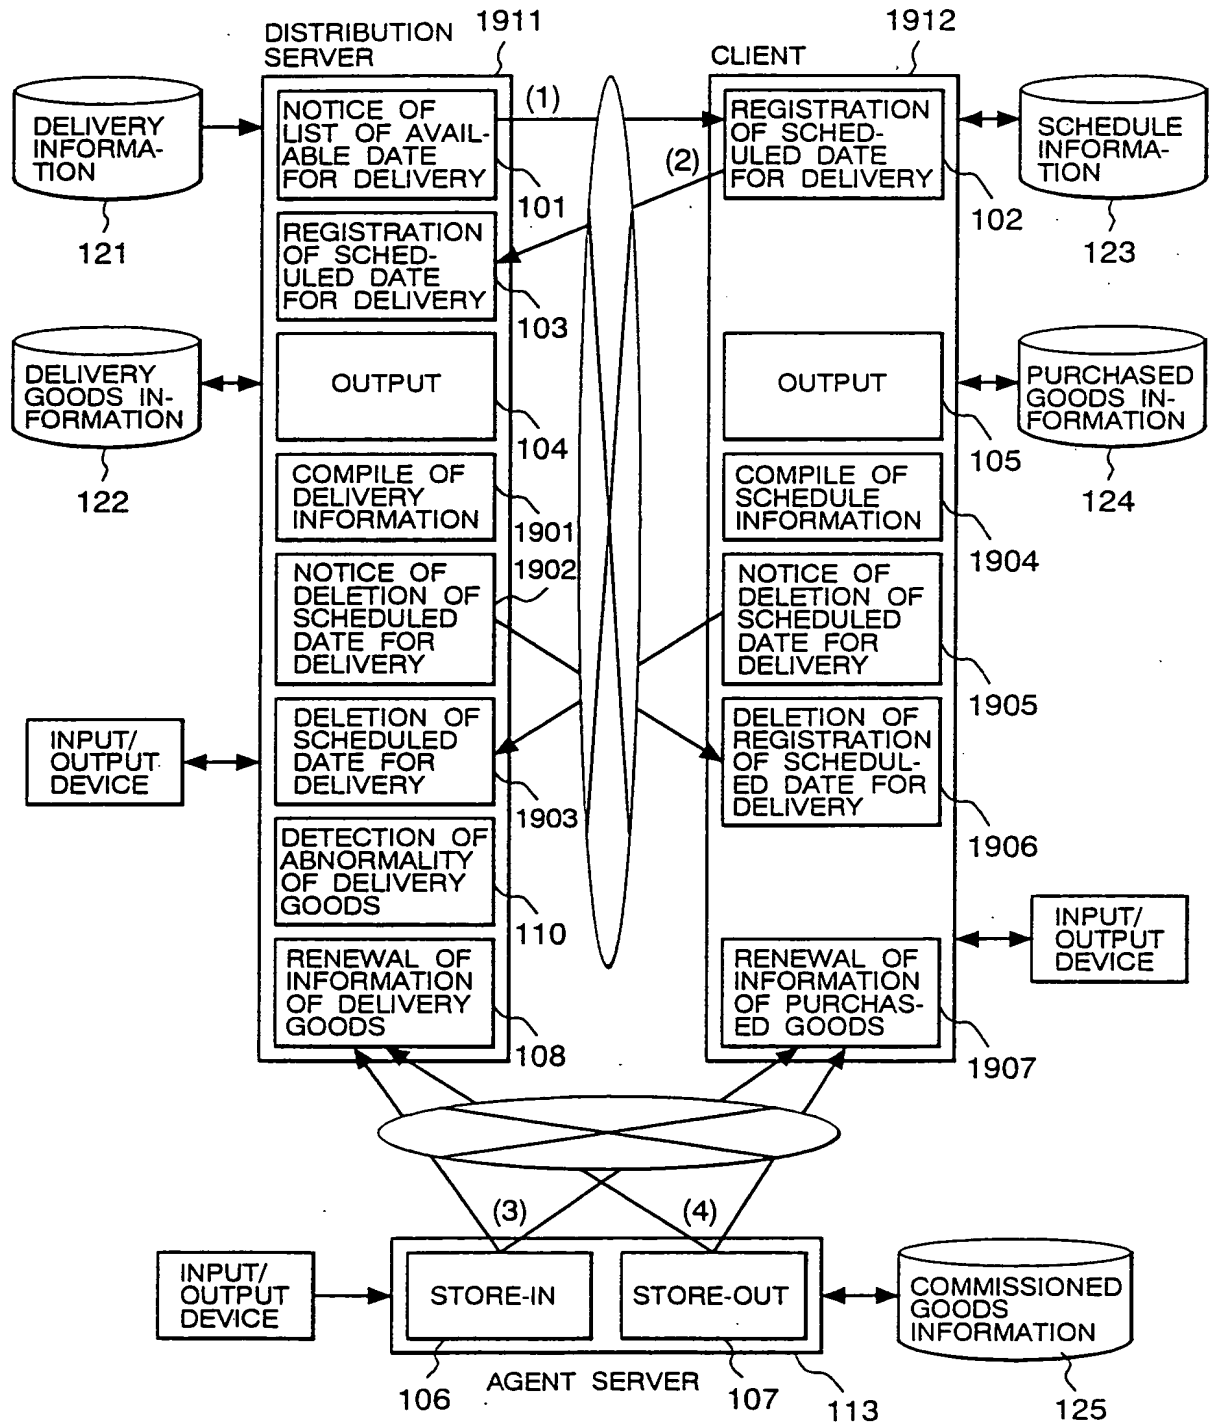 DISTRIBUTION
SERVER
1911
CLIENT
1912
DELIVERY
INFORMA-
TION
121
NOTICE OF
LIST OF AVAIL-
ABLE DATE
FOR DELIVERY
101
(1)
(2)
REGISTRATION
OF SCHED-
ULED DATE
FOR DELIVERY
102
SCHEDULE
INFORMA-
TION
123
REGISTRATION
OF SCHED-
ULED DATE
FOR DELIVERY
103
DELIVERY
GOODS IN-
FORMATION
122
OUTPUT
104
OUTPUT
105
PURCHASED
GOODS IN-
FORMATION
124
COMPILE OF
DELIVERY
INFORMATION
1901
COMPILE OF
SCHEDULE
INFORMATION
1904
NOTICE OF
DELETION OF
SCHEDULED
DATE FOR
DELIVERY
1902
NOTICE OF
DELETION OF
SCHEDULED
DATE FOR
DELIVERY
1905
INPUT/
OUTPUT
DEVICE
DELETION OF
SCHEDULED
DATE FOR
DELIVERY
1903
DELETION OF
REGISTRATION
OF SCHEDUL-
ED DATE FOR
DELIVERY
1906
DETECTION OF
ABNORMALITY
OF DELIVERY
GOODS
110
INPUT/
OUTPUT
DEVICE
RENEWAL OF
INFORMATION
OF DELIVERY
GOODS
108
RENEWAL OF
INFORMATION
OF PURCHAS-
ED GOODS
1907
(3)
(4)
INPUT/
OUTPUT
DEVICE
STORE-IN
106
STORE-OUT
107
AGENT SERVER
113
COMMISSIONED
GOODS
INFORMATION
125